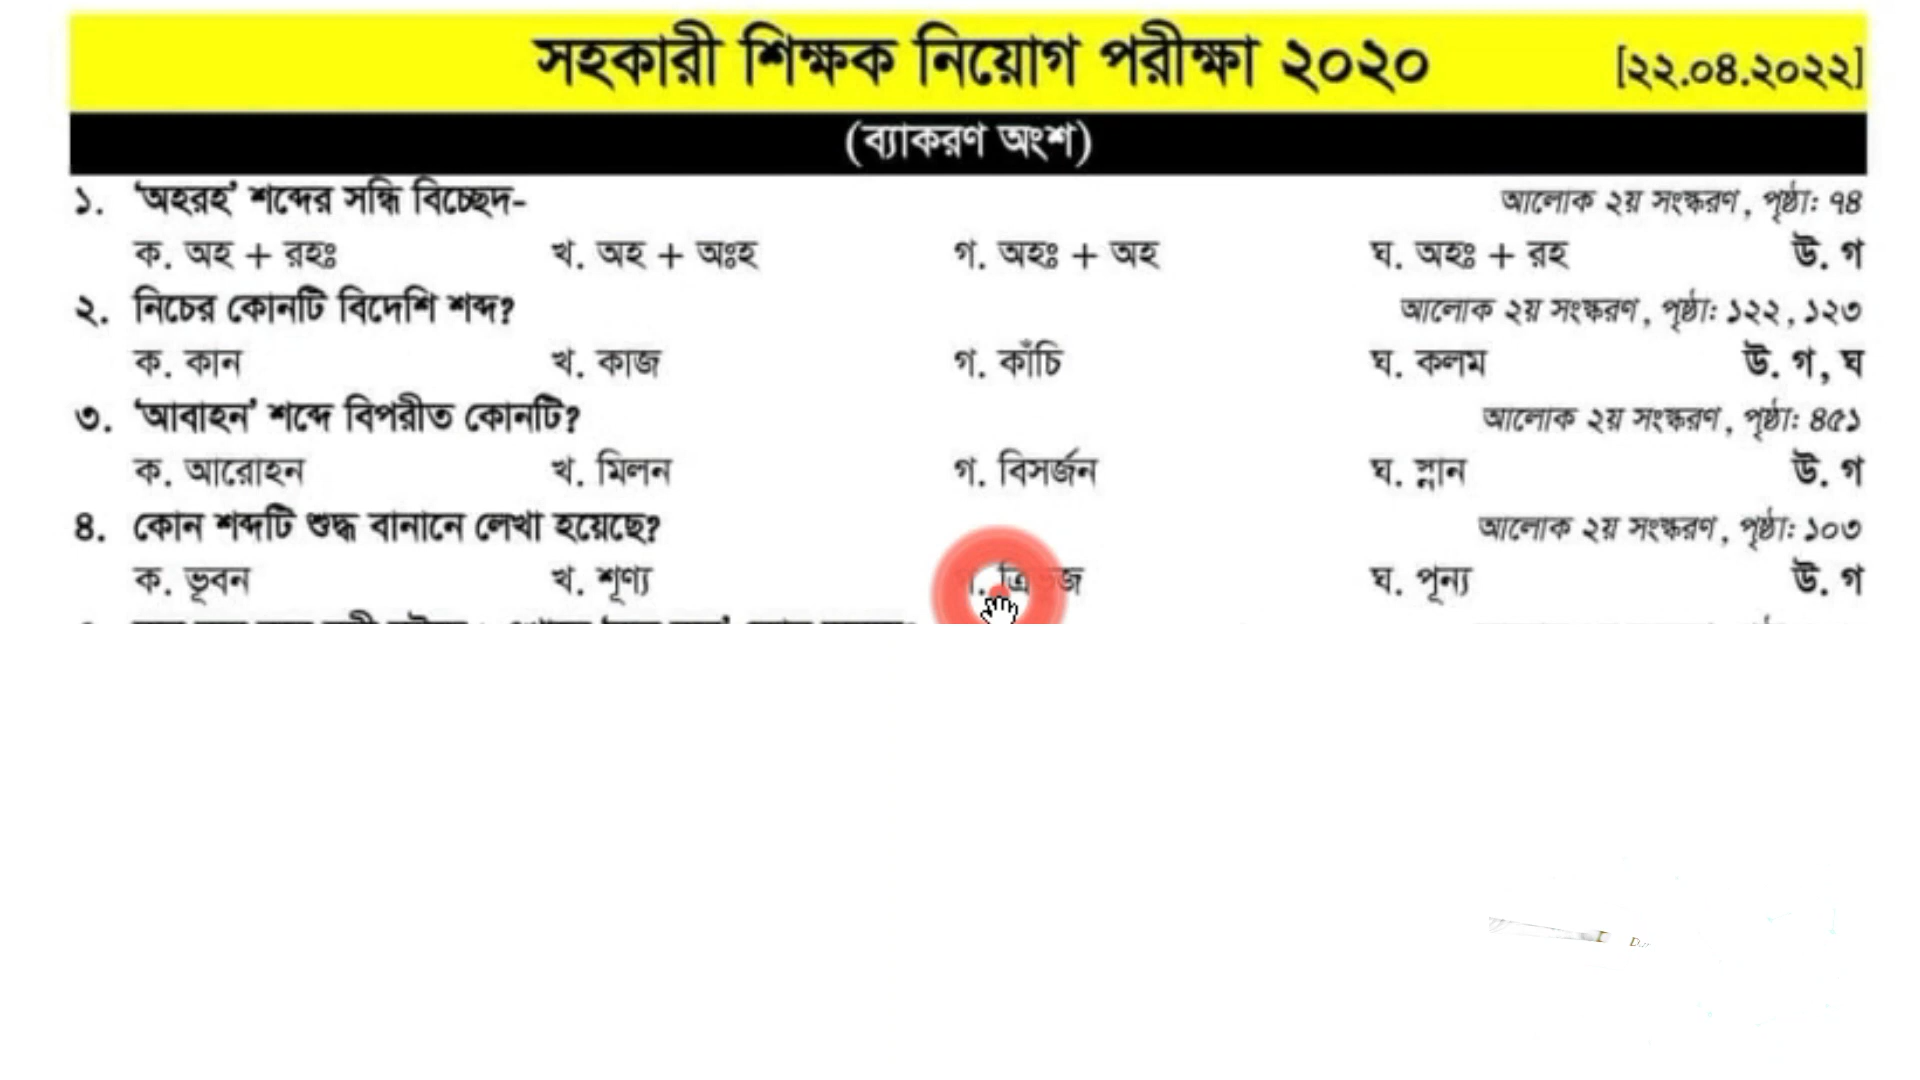 সহকারী শিক্ষক নিয়োগ পরীক্ষা ২০২০ [২২.০৪.২০২২]
(ব্যাকরণ অংশ)
১. ‘অহরহ’ শব্দের সন্ধি বিচ্ছেদ- আলোক ২য় সংস্করণ, পৃষ্ঠা: ৭৪
ক. অহ + রহঃ খ. অহ + অঃহ গ. অহঃ + অহ ঘ. অহঃ + রহ উ. গ
২. নিচের কোনটি বিদেশি শব্দ? আলোক ২য় সংস্করণ, পৃষ্ঠা: ১২২, ১২৩
ক. কান খ. কাজ গ. কাঁচি ঘ. কলম উ. গ, ঘ
৩. ‘আবাহন’ শব্দে বিপরীত কোনটি? আলোক ২য় সংস্করণ, পৃষ্ঠা: ৪৫১
ক. আরোহন খ. মিলন গ. বিসর্জন ঘ. ম্লান উ. গ
৪. কোন শব্দটি শুদ্ধ বানানে লেখা হয়েছে? আলোক ২য় সংস্করণ, পৃষ্ঠা: ১০৩
ক. ভূবন খ. শূণ্য ঘ. পূন্য উ. গ